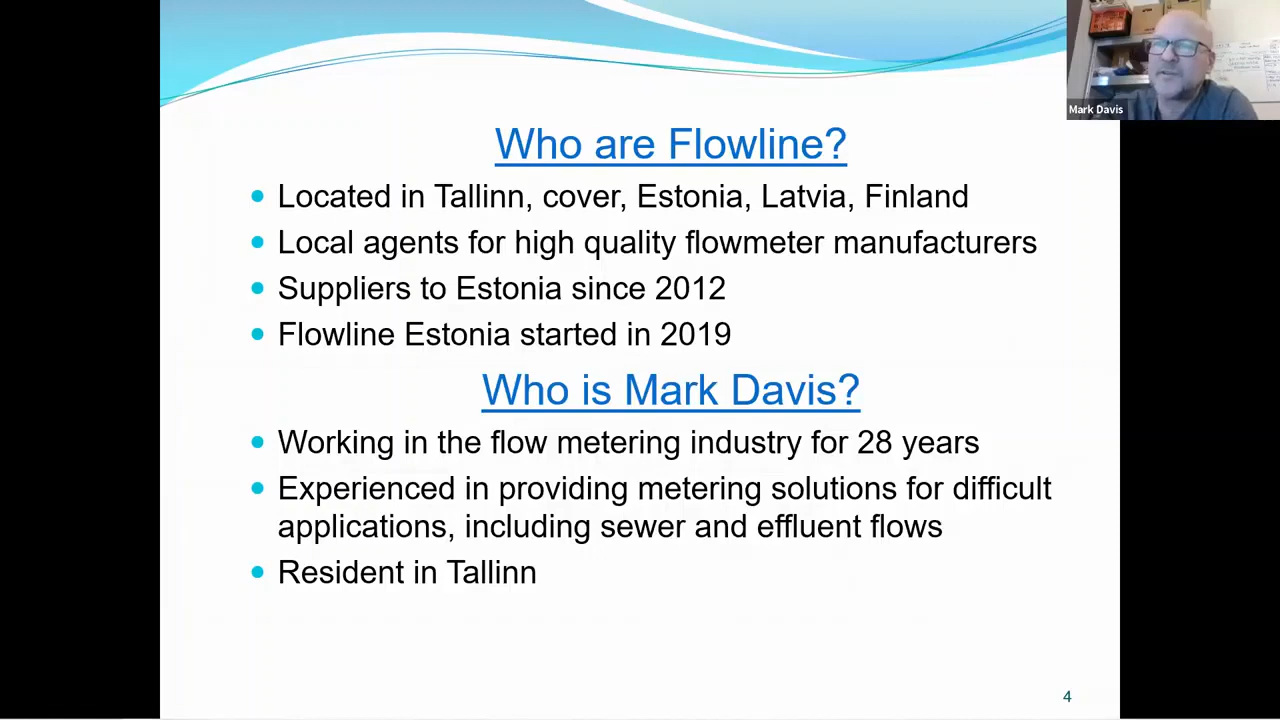 Mark Davis
Who are Flowline?
Located in Tallinn, cover, Estonia, Latvia, Finland
Local agents for high quality flowmeter manufacturers
Suppliers to Estonia since 2012
Flowline Estonia started in 2019
Who is Mark Davis?
Working in the flow metering industry for 28 years
Experienced in providing metering solutions for difficult
applications, including sewer and effluent flows
Resident in Tallinn
4